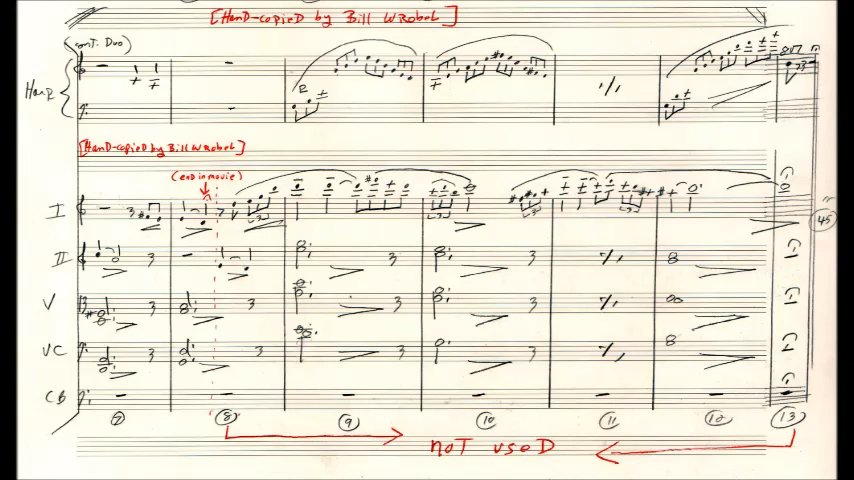 [HanD-copieD by Bill WRobel]
(cont. Duo)
HaRP
[HanD-copieD by Bill WRobel]
(end in movie)
I
II
V
VC
CB
45"
7 8 9 10 11 12 13
noT useD